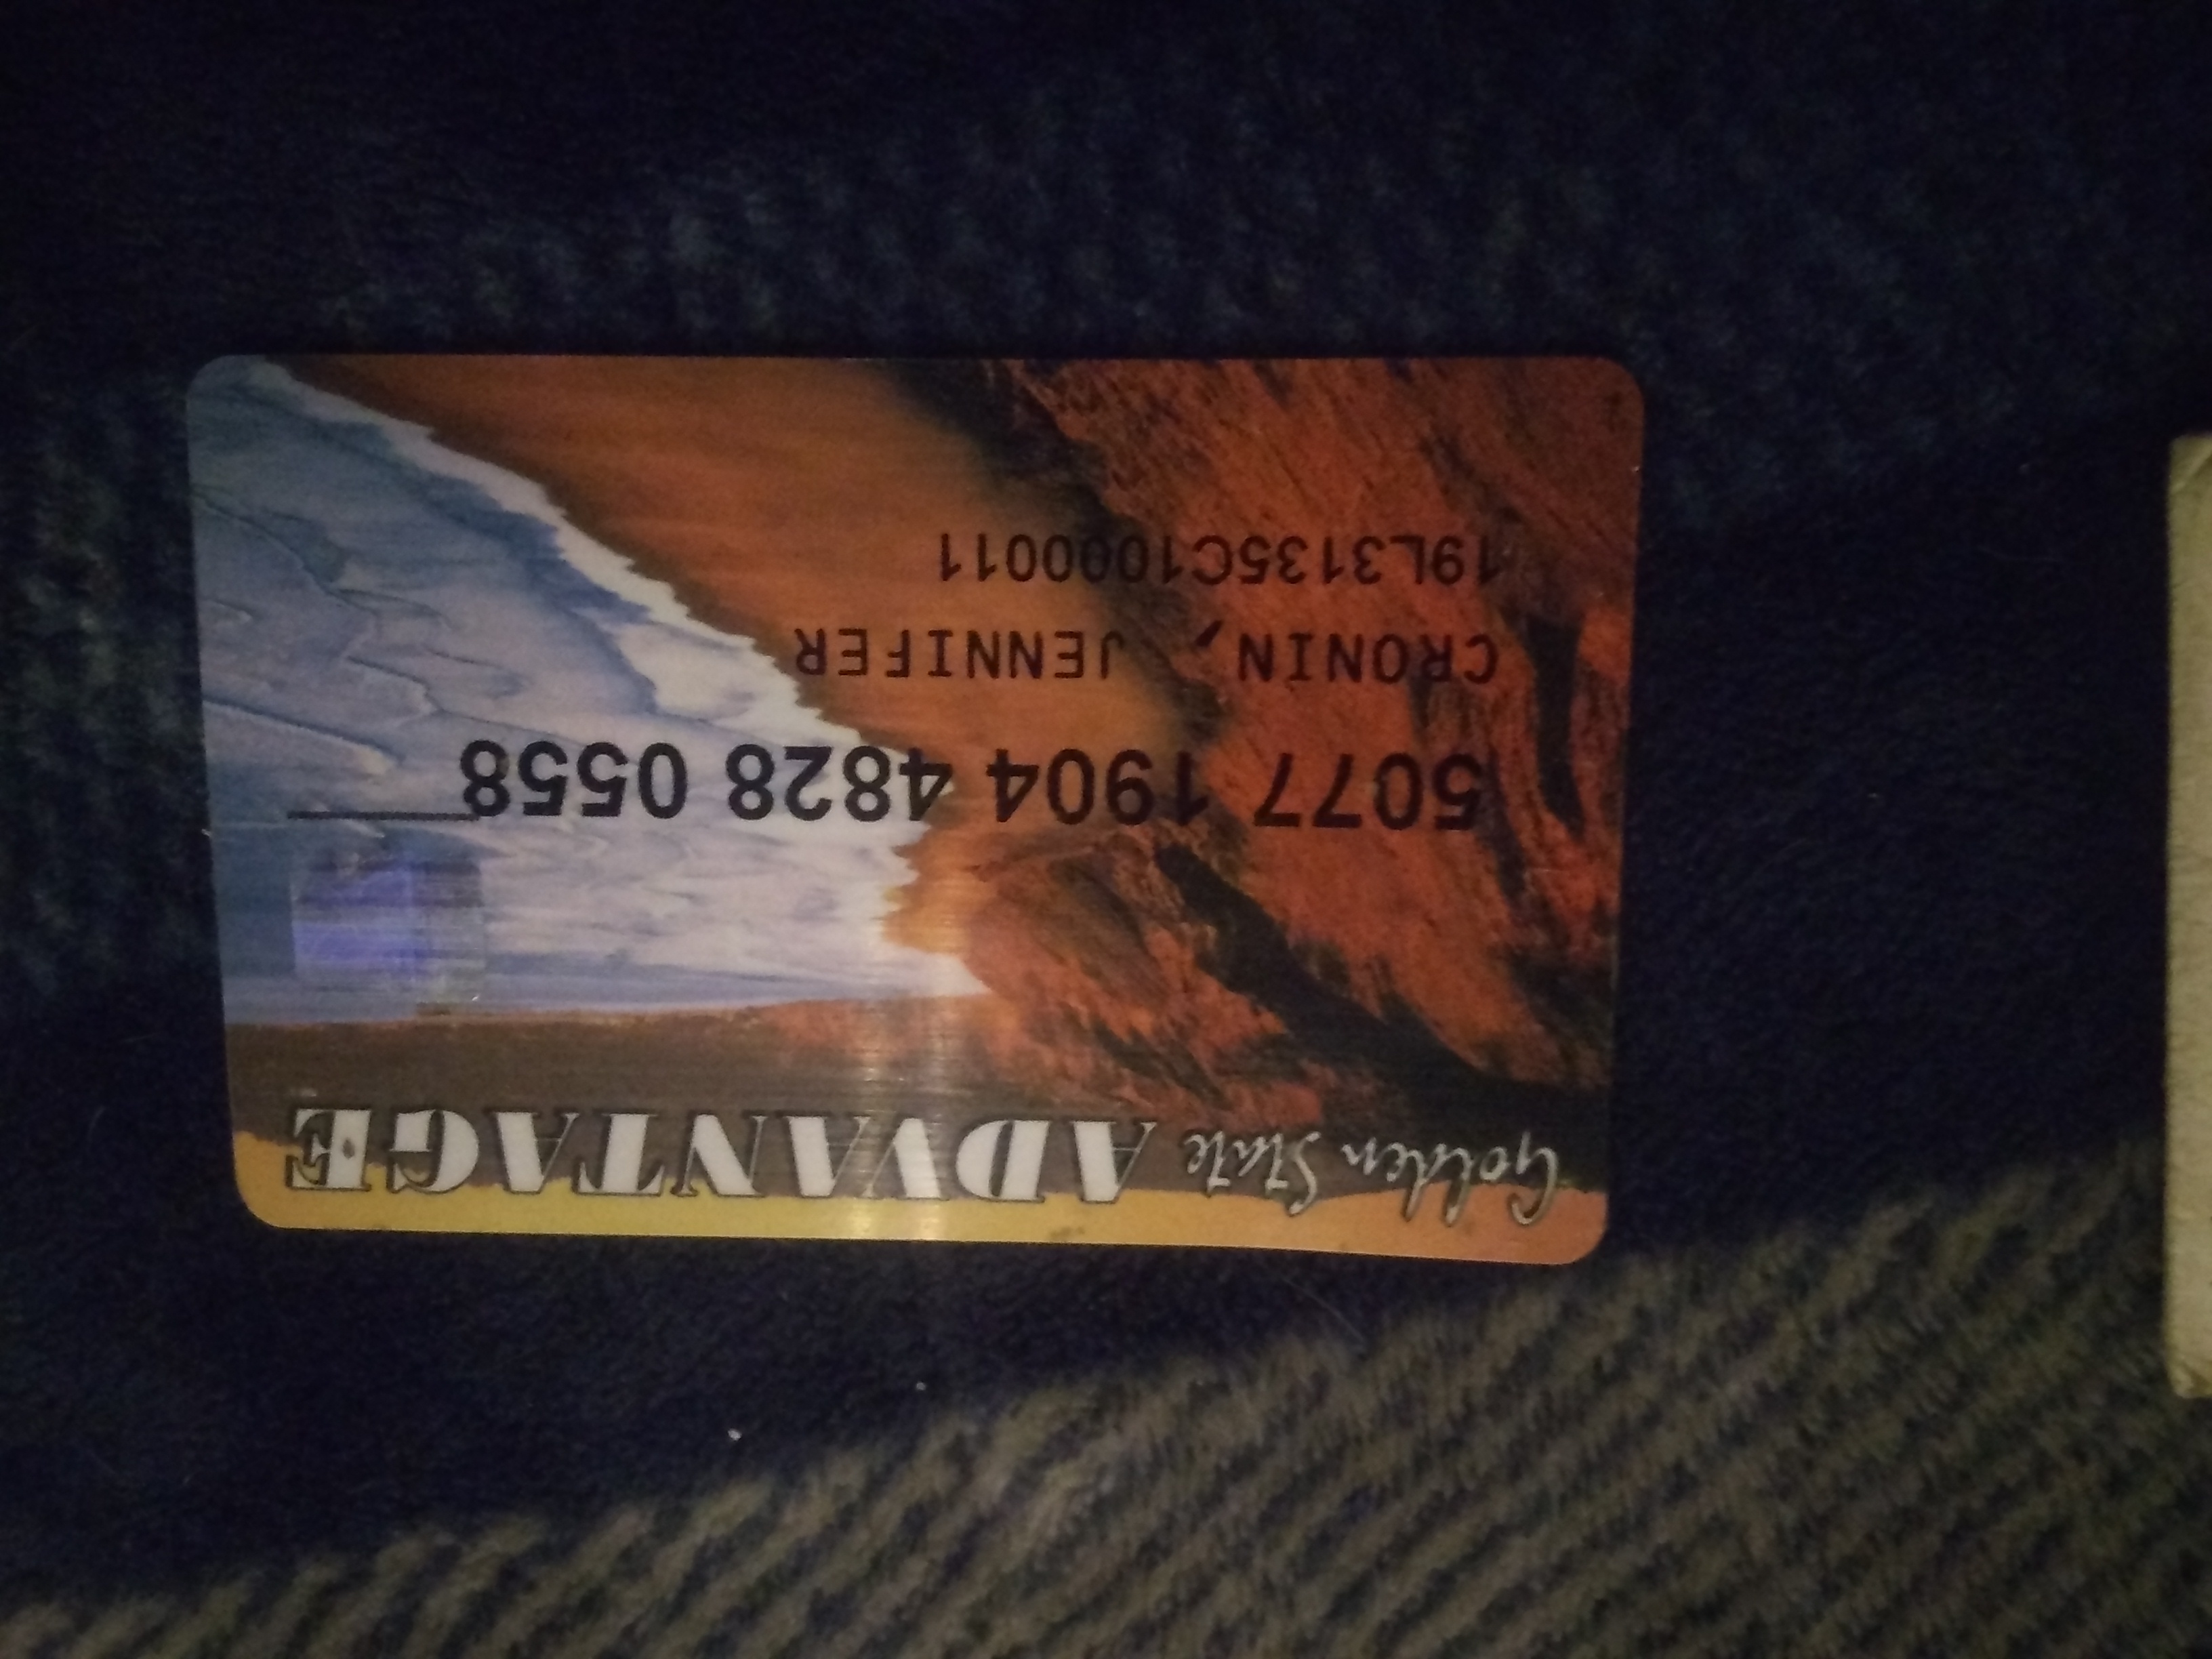 Golden State ADVANTAGE
5077 1904 4828 0558
CRONIN, JENNIFER
19L3135C1000011